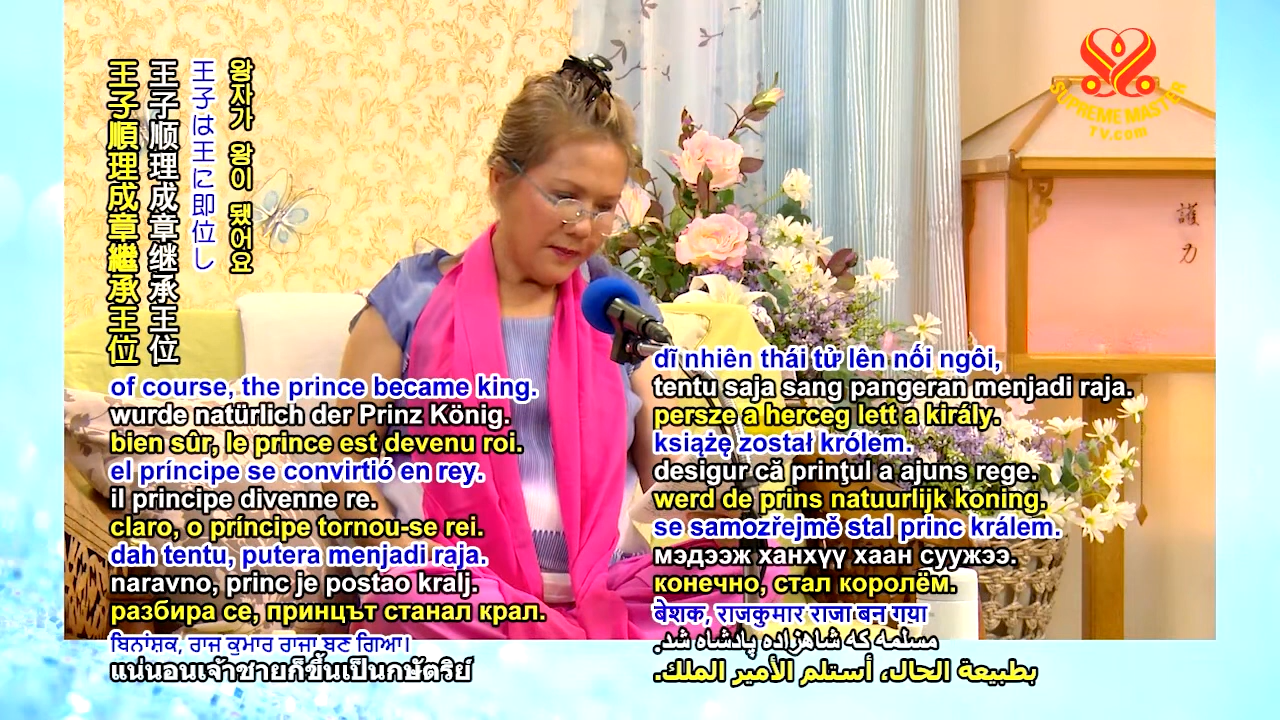 王子順理成章繼承王位
王子顺理成章继承王位
王子は王に即位し
왕자가 왕이 됐어요
SUPREME MASTER
TV.com
護
力
of course, the prince became king.
wurde natürlich der Prinz König.
bien sûr, le prince est devenu roi.
el príncipe se convirtió en rey.
il principe divenne re.
claro, o príncipe tornou-se rei.
dah tentu, putera menjadi raja.
naravno, princ je postao kralj.
разбира се, принцът станал крал.
ਬਿਨਾਂਸ਼ਕ, ਰਾਜ ਕੁਮਾਰ ਰਾਜਾ ਬਣ ਗਿਆ।
แน่นอนเจ้าชายก็ขึ้นเป็นกษัตริย์
dĩ nhiên thái tử lên nối ngôi,
tentu saja sang pangeran menjadi raja.
persze a herceg lett a király.
książę został królem.
desigur că prinţul a ajuns rege.
werd de prins natuurlijk koning.
se samozřejmě stal princ králem.
мэдээж ханхүү хаан суужээ.
конечно, стал королём.
बेशक, राजकुमार राजा बन गया
مسلمه که شاهزاده پادشاه شد.
بطبيعة الحال، أستلم الأمير الملك.